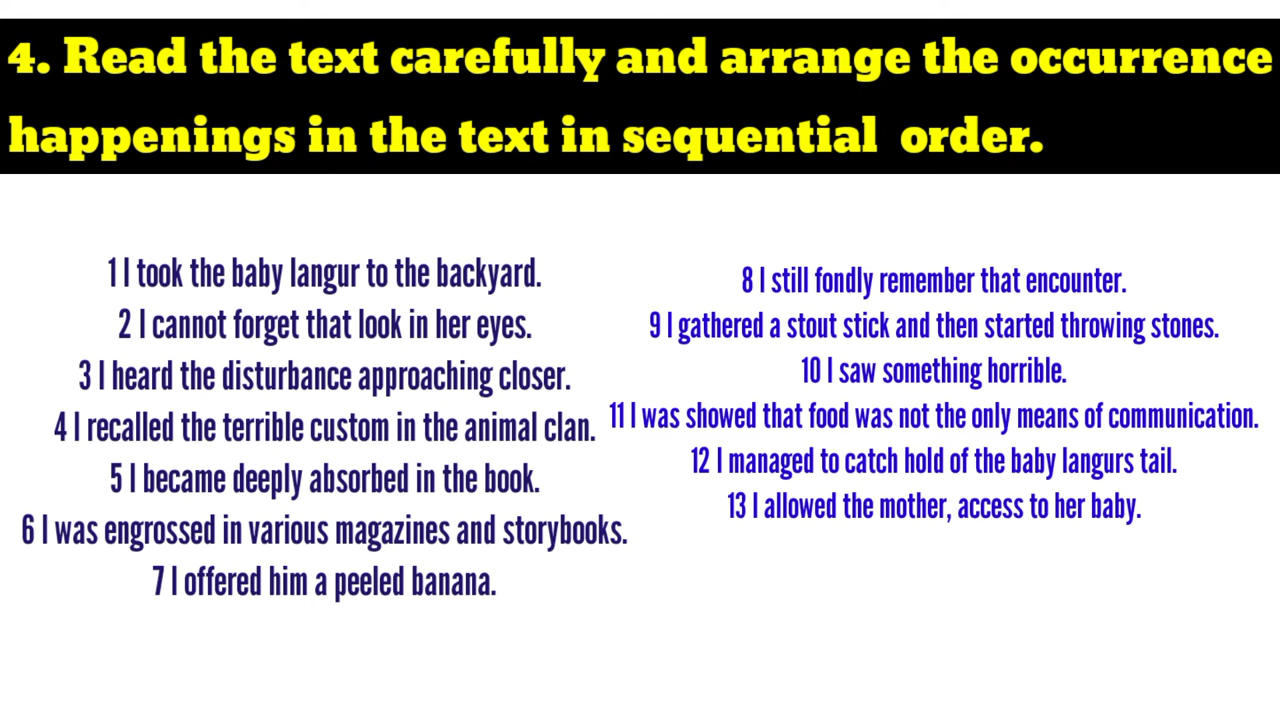 4. Read the text carefully and arrange the occurrence
happenings in the text in sequential order.
1 I took the baby langur to the backyard.
2 I cannot forget that look in her eyes.
3 I heard the disturbance approaching closer.
4 I recalled the terrible custom in the animal clan.
5 I became deeply absorbed in the book.
6 I was engrossed in various magazines and storybooks.
7 I offered him a peeled banana.
8 I still fondly remember that encounter.
9 I gathered a stout stick and then started throwing stones.
10 I saw something horrible.
11 I was showed that food was not the only means of communication.
12 I managed to catch hold of the baby langurs tail.
13 I allowed the mother, access to her baby.